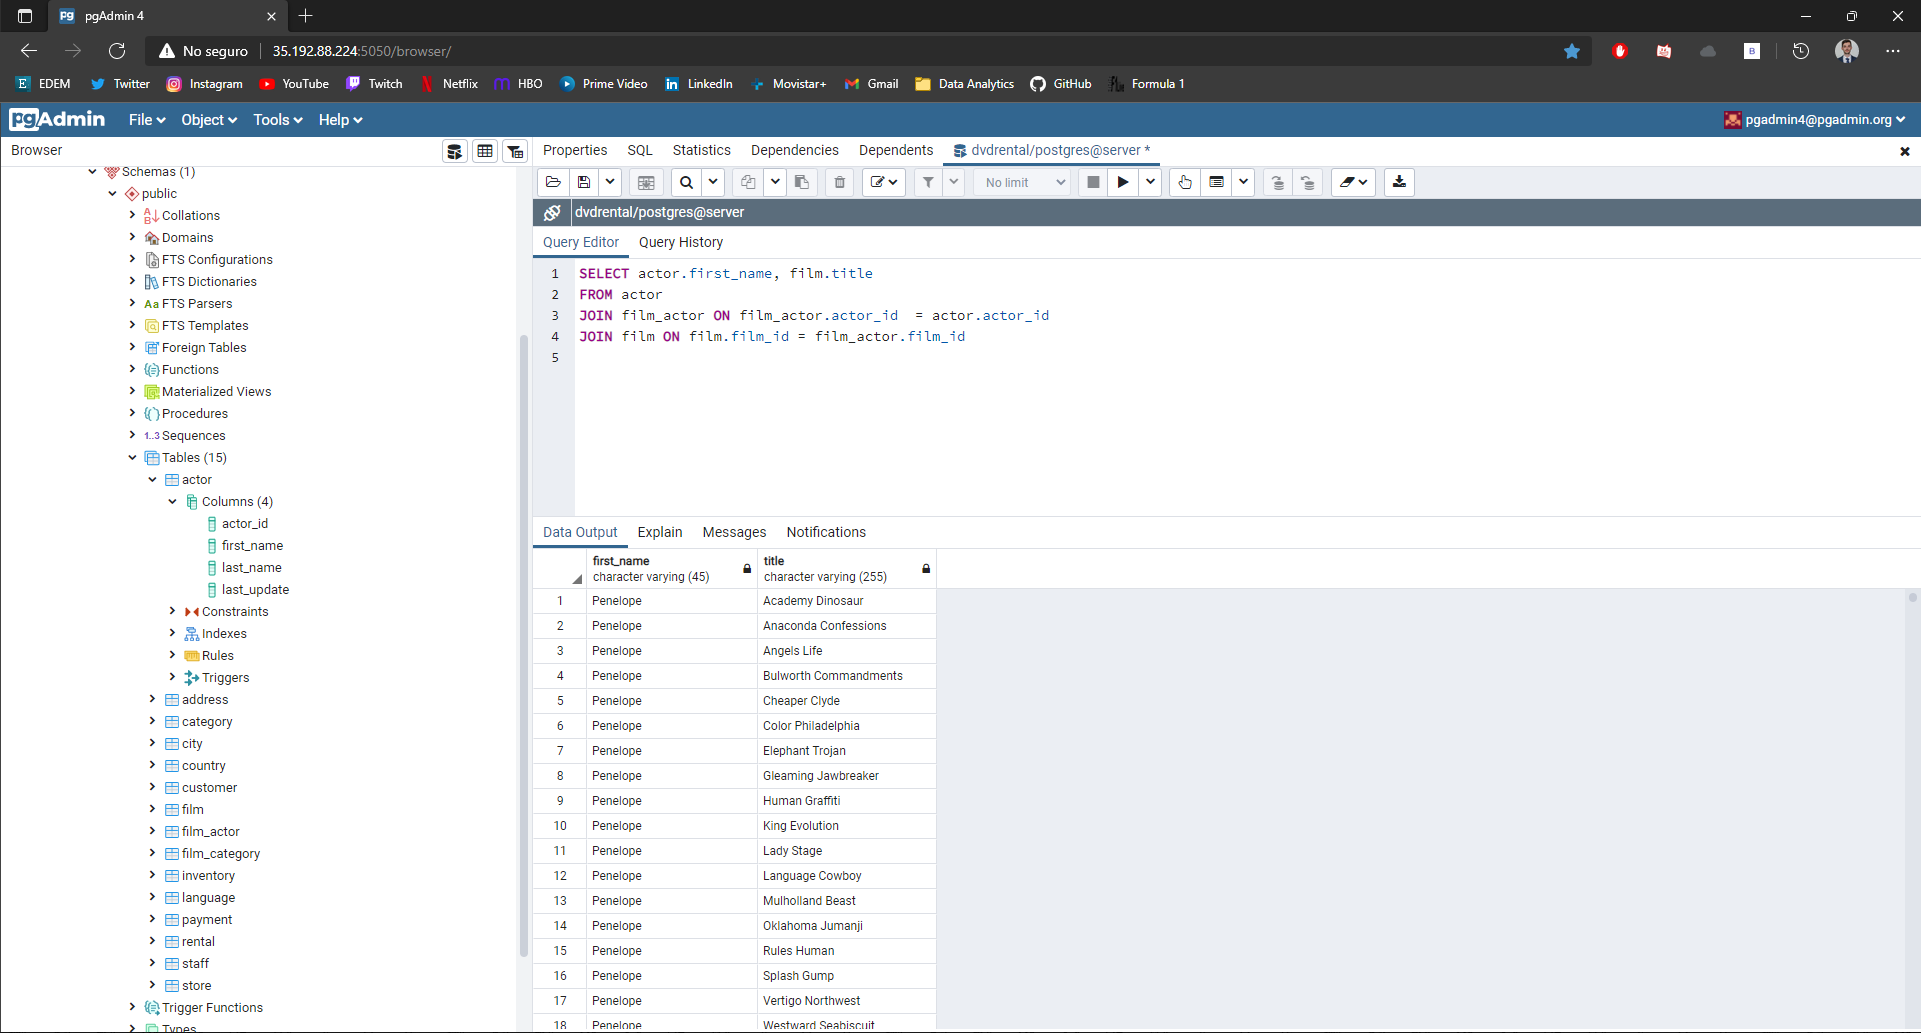 pgAdmin 4
No seguro 35.192.88.224:5050/browser/
EDEM Twitter Instagram YouTube Twitch Netflix HBO Prime Video LinkedIn Movistar+ Gmail Data Analytics GitHub Formula 1
pgAdmin File Object Tools Help pgadmin4@pgadmin.org
Browser
Schemas (1)
public
Collations
Domains
FTS Configurations
FTS Dictionaries
Aa FTS Parsers
FTS Templates
Foreign Tables
Functions
Materialized Views
Procedures
1..3 Sequences
Tables (15)
actor
Columns (4)
actor_id
first_name
last_name
last_update
Constraints
Indexes
Rules
Triggers
address
category
city
country
customer
film
film_actor
film_category
inventory
language
payment
rental
staff
store
Trigger Functions
Types
Properties SQL Statistics Dependencies Dependents dvdrental/postgres@server *
No limit
dvdrental/postgres@server
Query Editor Query History
1 SELECT actor.first_name, film.title
2 FROM actor
3 JOIN film_actor ON film_actor.actor_id = actor.actor_id
4 JOIN film ON film.film_id = film_actor.film_id
5
Data Output Explain Messages Notifications
first_name title
character varying (45) character varying (255)
1 Penelope Academy Dinosaur
2 Penelope Anaconda Confessions
3 Penelope Angels Life
4 Penelope Bulworth Commandments
5 Penelope Cheaper Clyde
6 Penelope Color Philadelphia
7 Penelope Elephant Trojan
8 Penelope Gleaming Jawbreaker
9 Penelope Human Graffiti
10 Penelope King Evolution
11 Penelope Lady Stage
12 Penelope Language Cowboy
13 Penelope Mulholland Beast
14 Penelope Oklahoma Jumanji
15 Penelope Rules Human
16 Penelope Splash Gump
17 Penelope Vertigo Northwest
18 Penelope Westward Seabiscuit